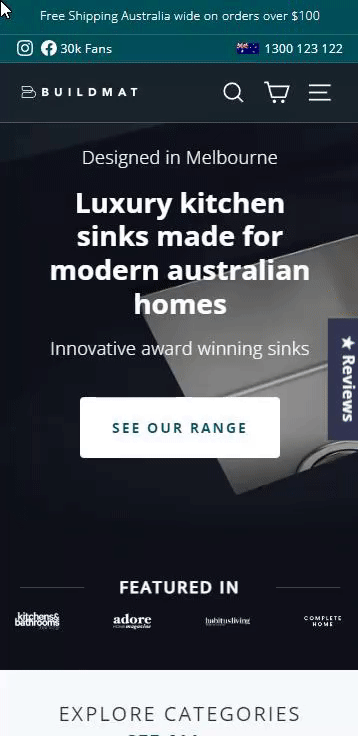 Free Shipping Australia wide on orders over $100
30k Fans
1300 123 122
BUILDMAT
Designed in Melbourne
Luxury kitchen
sinks made for
modern australian
homes
Innovative award winning sinks
★ Reviews
SEE OUR RANGE
FEATURED IN
kitchens&
bathrooms
adore
HOME magazine
habitusliving
COMPLETE
HOME
EXPLORE CATEGORIES